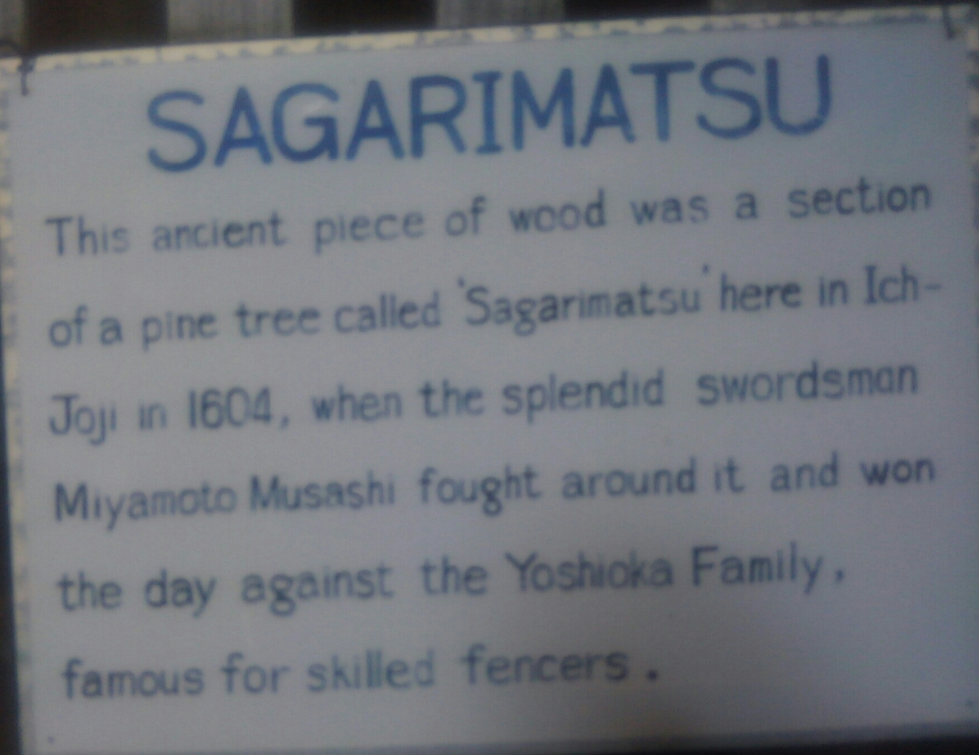 SAGARIMATSU
This ancient piece of wood was a section
of a pine tree called 'Sagarimatsu' here in Ich-
Joji in 1604, when the splendid swordsman
Miyamoto Musashi fought around it and won
the day against the Yoshioka Family,
famous for skilled fencers.